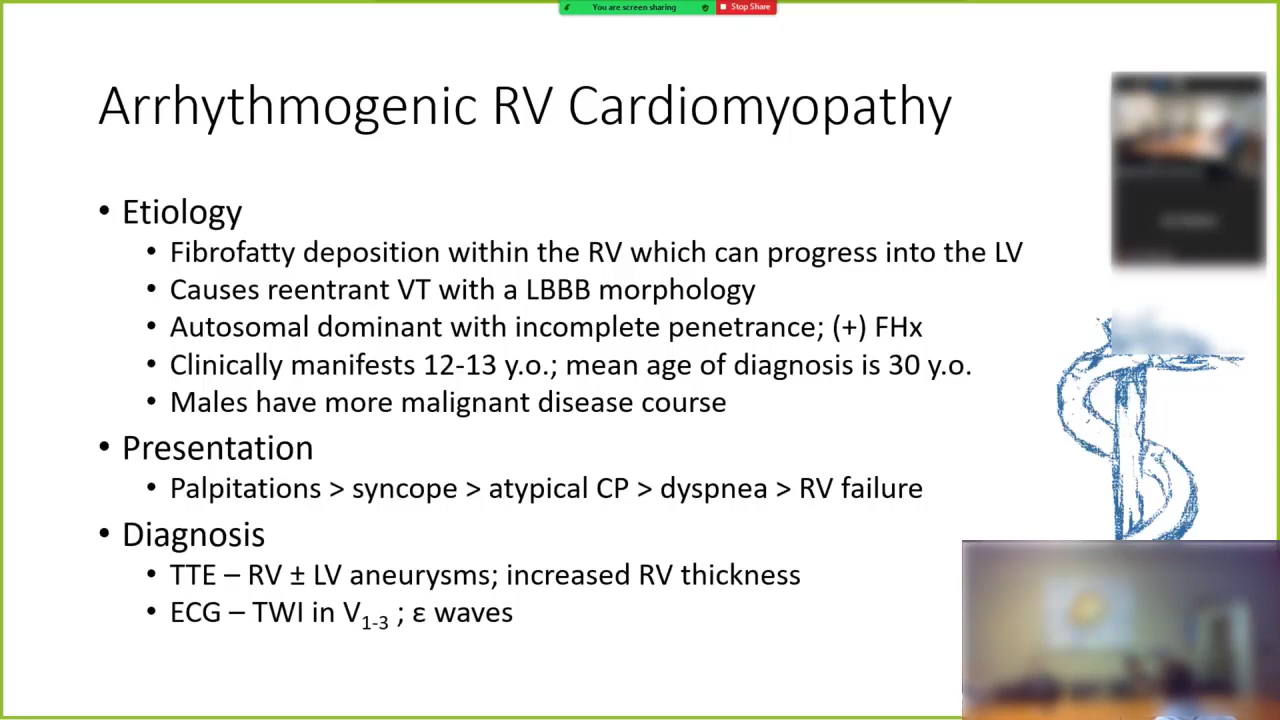 You are screen sharing
Stop Share
Arrhythmogenic RV Cardiomyopathy
• Etiology
• Fibrofatty deposition within the RV which can progress into the LV
• Causes reentrant VT with a LBBB morphology
• Autosomal dominant with incomplete penetrance; (+) FHx
• Clinically manifests 12-13 y.o.; mean age of diagnosis is 30 y.o.
• Males have more malignant disease course
• Presentation
• Palpitations > syncope > atypical CP > dyspnea > RV failure
• Diagnosis
• TTE – RV ± LV aneurysms; increased RV thickness
• ECG – TWI in V1-3 ; ε waves